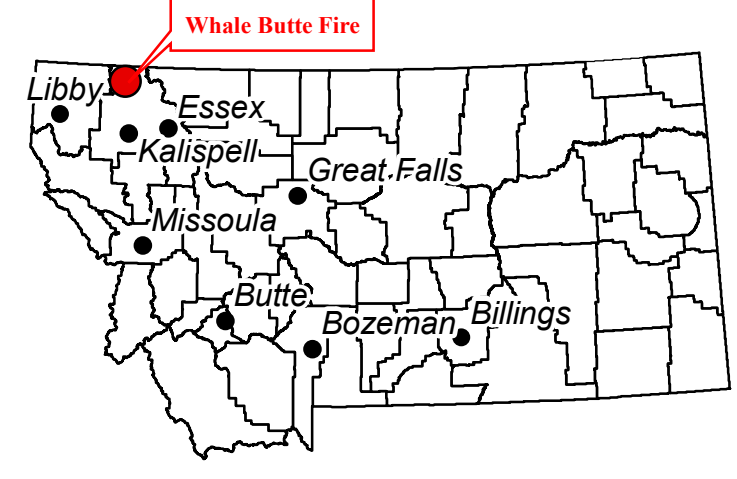 Whale Butte Fire
Libby
Essex
Kalispell
Great Falls
Missoula
Butte
Bozeman
Billings